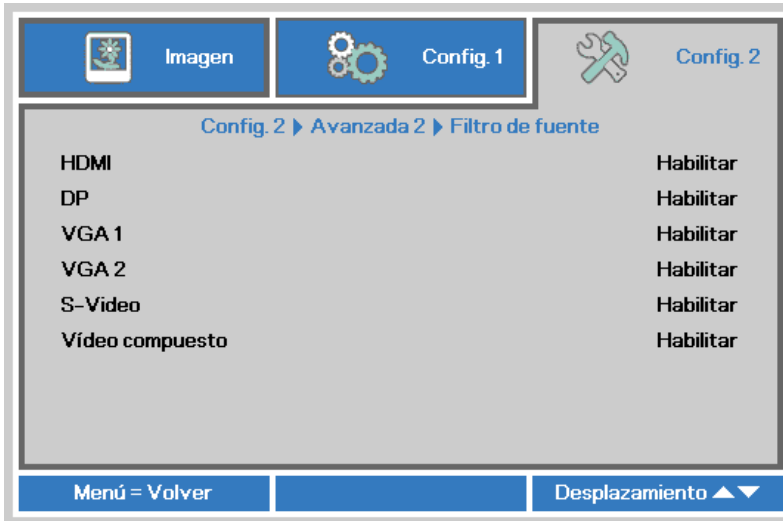 Imagen Config. 1 Config. 2
Config. 2 Avanzada 2 Filtro de fuente
HDMI Habilitar
DP Habilitar
VGA 1 Habilitar
VGA 2 Habilitar
S-Video Habilitar
Vídeo compuesto Habilitar
Menú = Volver Desplazamiento